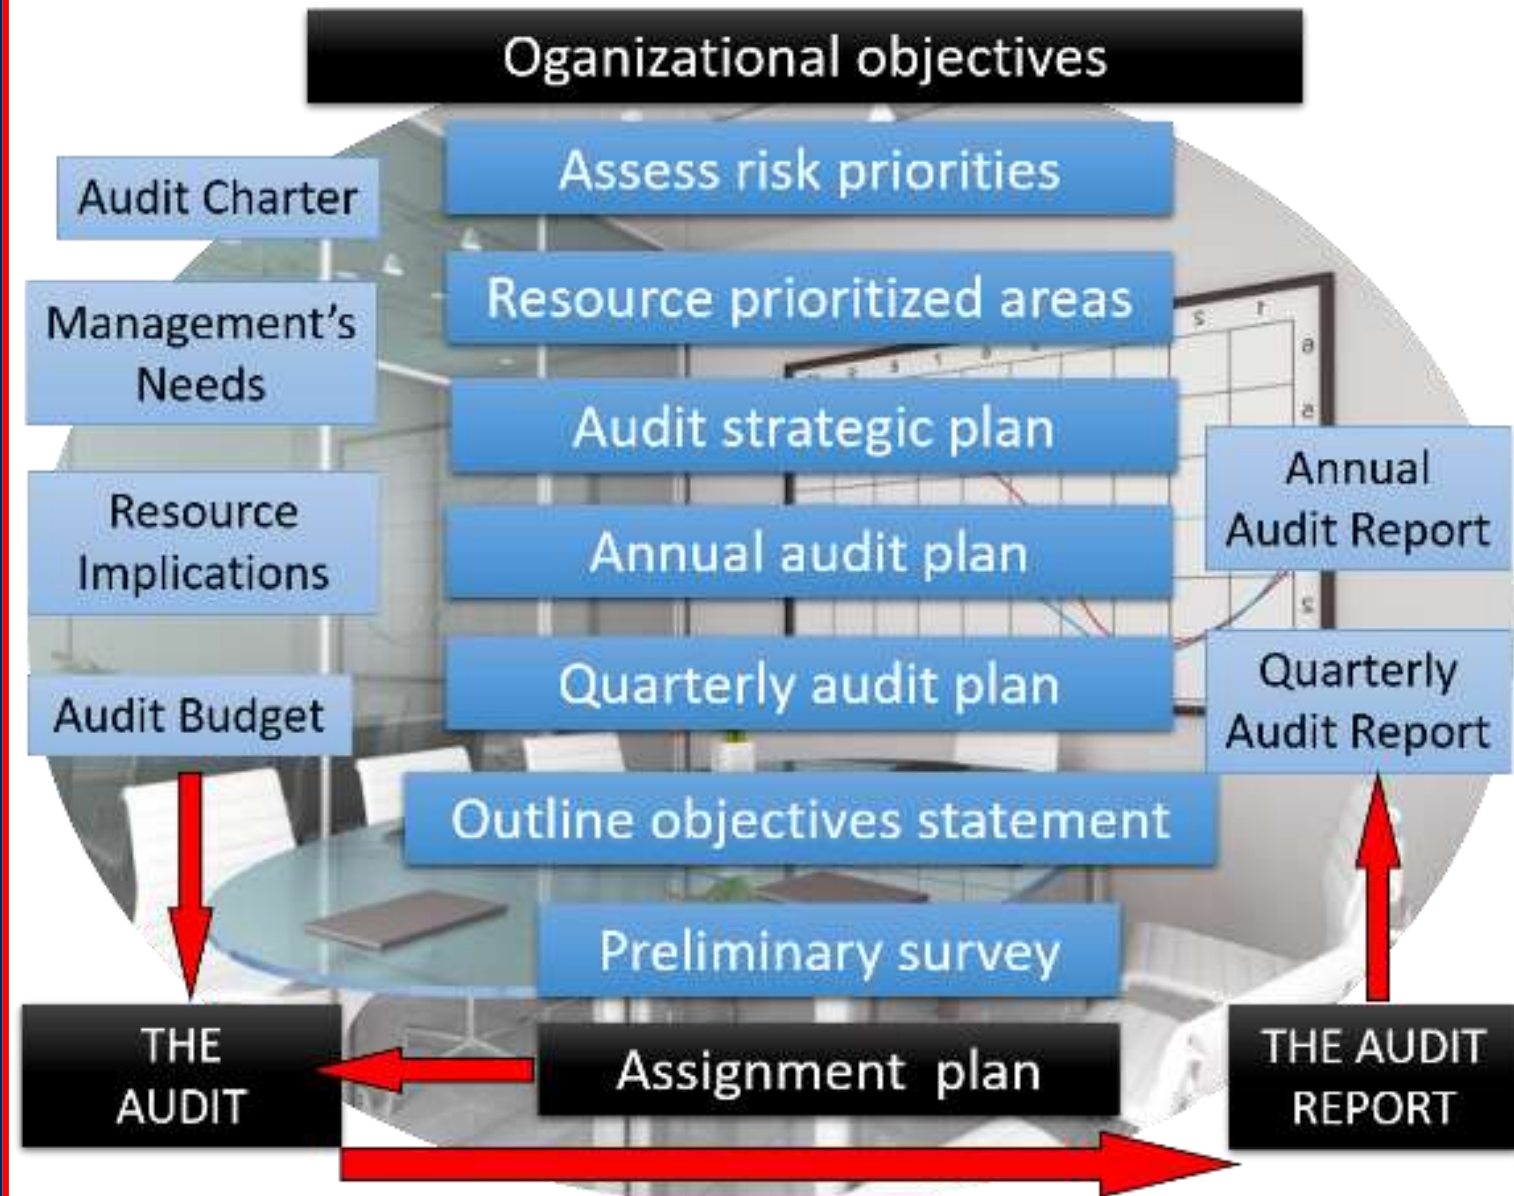 Oganizational objectives
Assess risk priorities
Audit Charter
Resource prioritized areas
Management's
Needs
Audit strategic plan
Annual
Audit Report
Resource
Implications
Annual audit plan
Quarterly audit plan
Quarterly
Audit Report
Audit Budget
Outline objectives statement
Preliminary survey
THE
AUDIT
Assignment plan
THE AUDIT
REPORT